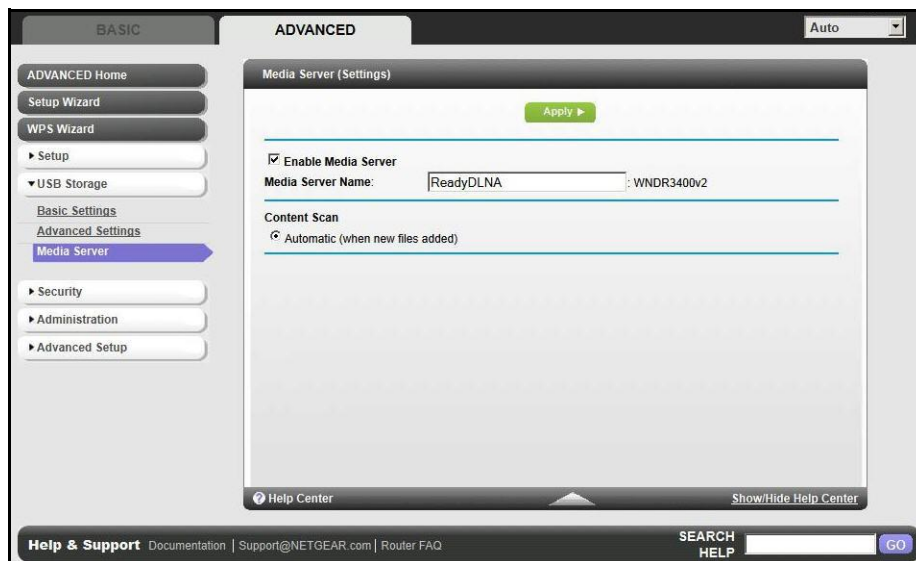 BASIC
ADVANCED
Auto
ADVANCED Home
Setup Wizard
WPS Wizard
Setup
USB Storage
Basic Settings
Advanced Settings
Media Server
Security
Administration
Advanced Setup
Media Server (Settings)
Apply
Enable Media Server
Media Server Name: ReadyDLNA : WNDR3400v2
Content Scan
Automatic (when new files added)
Help Center
Show/Hide Help Center
Help & Support Documentation | Support@NETGEAR.com | Router FAQ
SEARCH HELP
GO